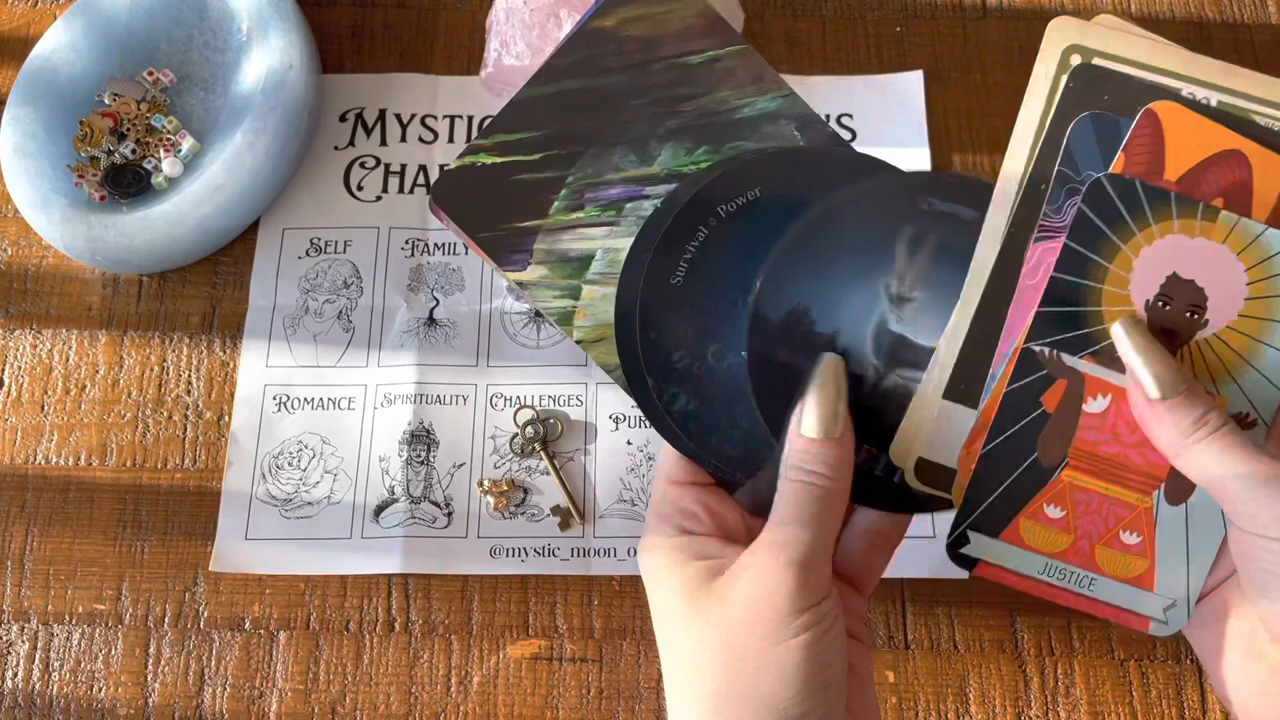 MYSTIC
'S
CHA
SELF
FAMILY
ROMANCE
SPIRITUALITY
CHALLENGES
PUR
@mystic_moon_o
Survival Power
JUSTICE